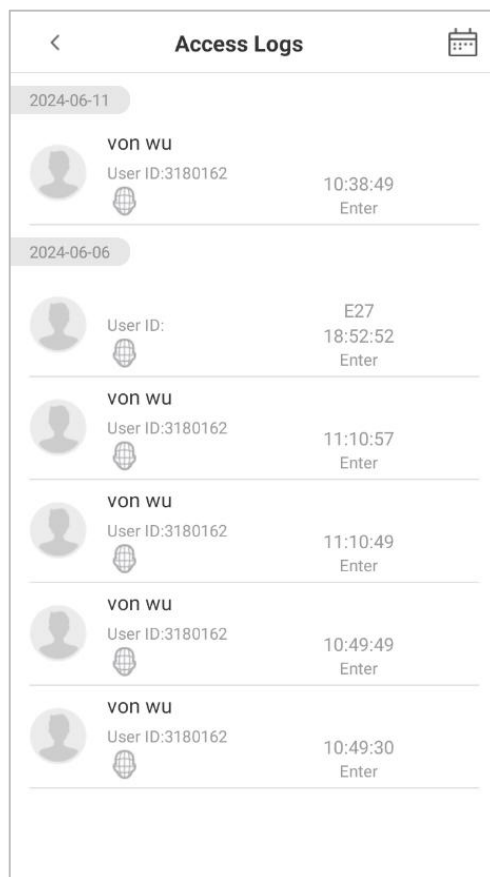 Access Logs
2024-06-11
von wu
User ID:3180162
10:38:49
Enter
2024-06-06
User ID:
E27
18:52:52
Enter
von wu
User ID:3180162
11:10:57
Enter
von wu
User ID:3180162
11:10:49
Enter
von wu
User ID:3180162
10:49:49
Enter
von wu
User ID:3180162
10:49:30
Enter